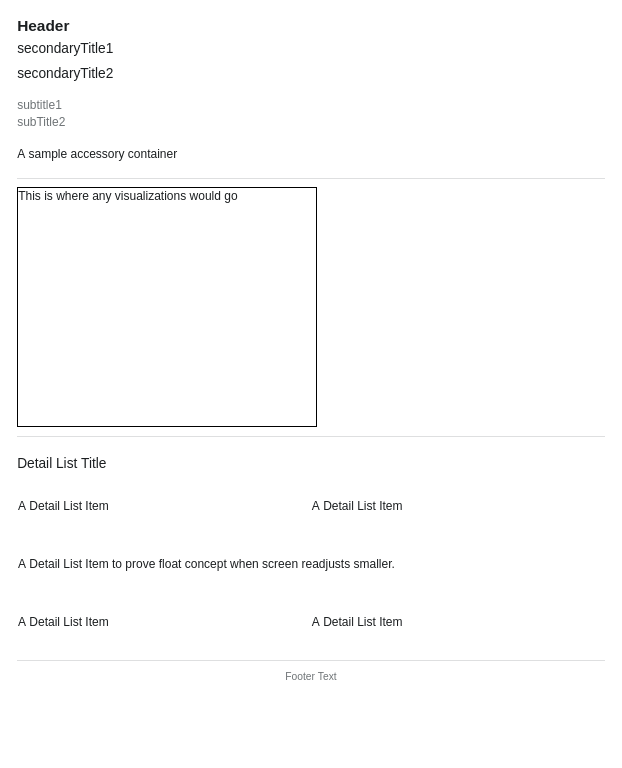 Header
secondaryTitle1
secondaryTitle2
subtitle1
subTitle2
A sample accessory container
This is where any visualizations would go
Detail List Title
A Detail List Item
A Detail List Item
A Detail List Item to prove float concept when screen readjusts smaller.
A Detail List Item
A Detail List Item
Footer Text